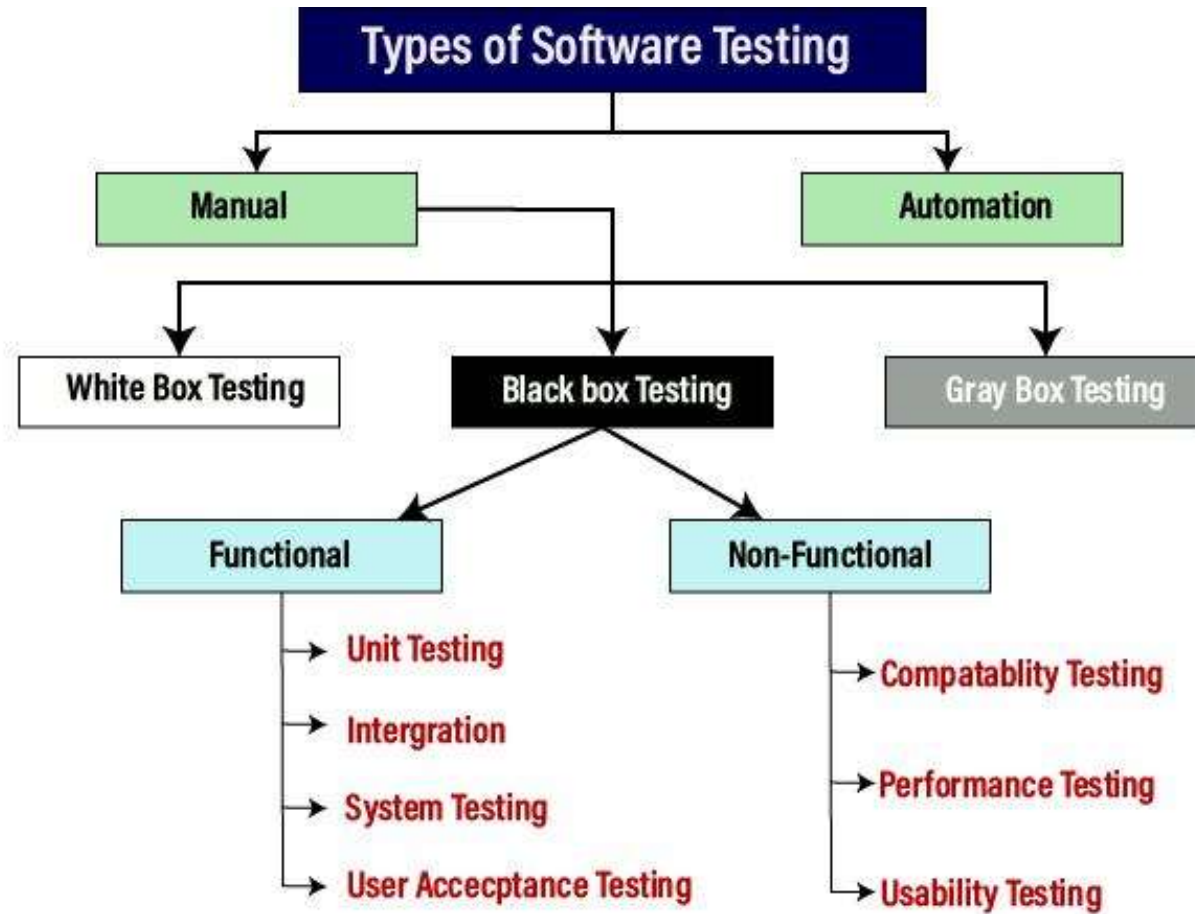 Types of Software Testing
Manual
Automation
White Box Testing
Black box Testing
Gray Box Testing
Functional
Non-Functional
Unit Testing
Intergration
System Testing
User Accecptance Testing
Compatablity Testing
Performance Testing
Usability Testing